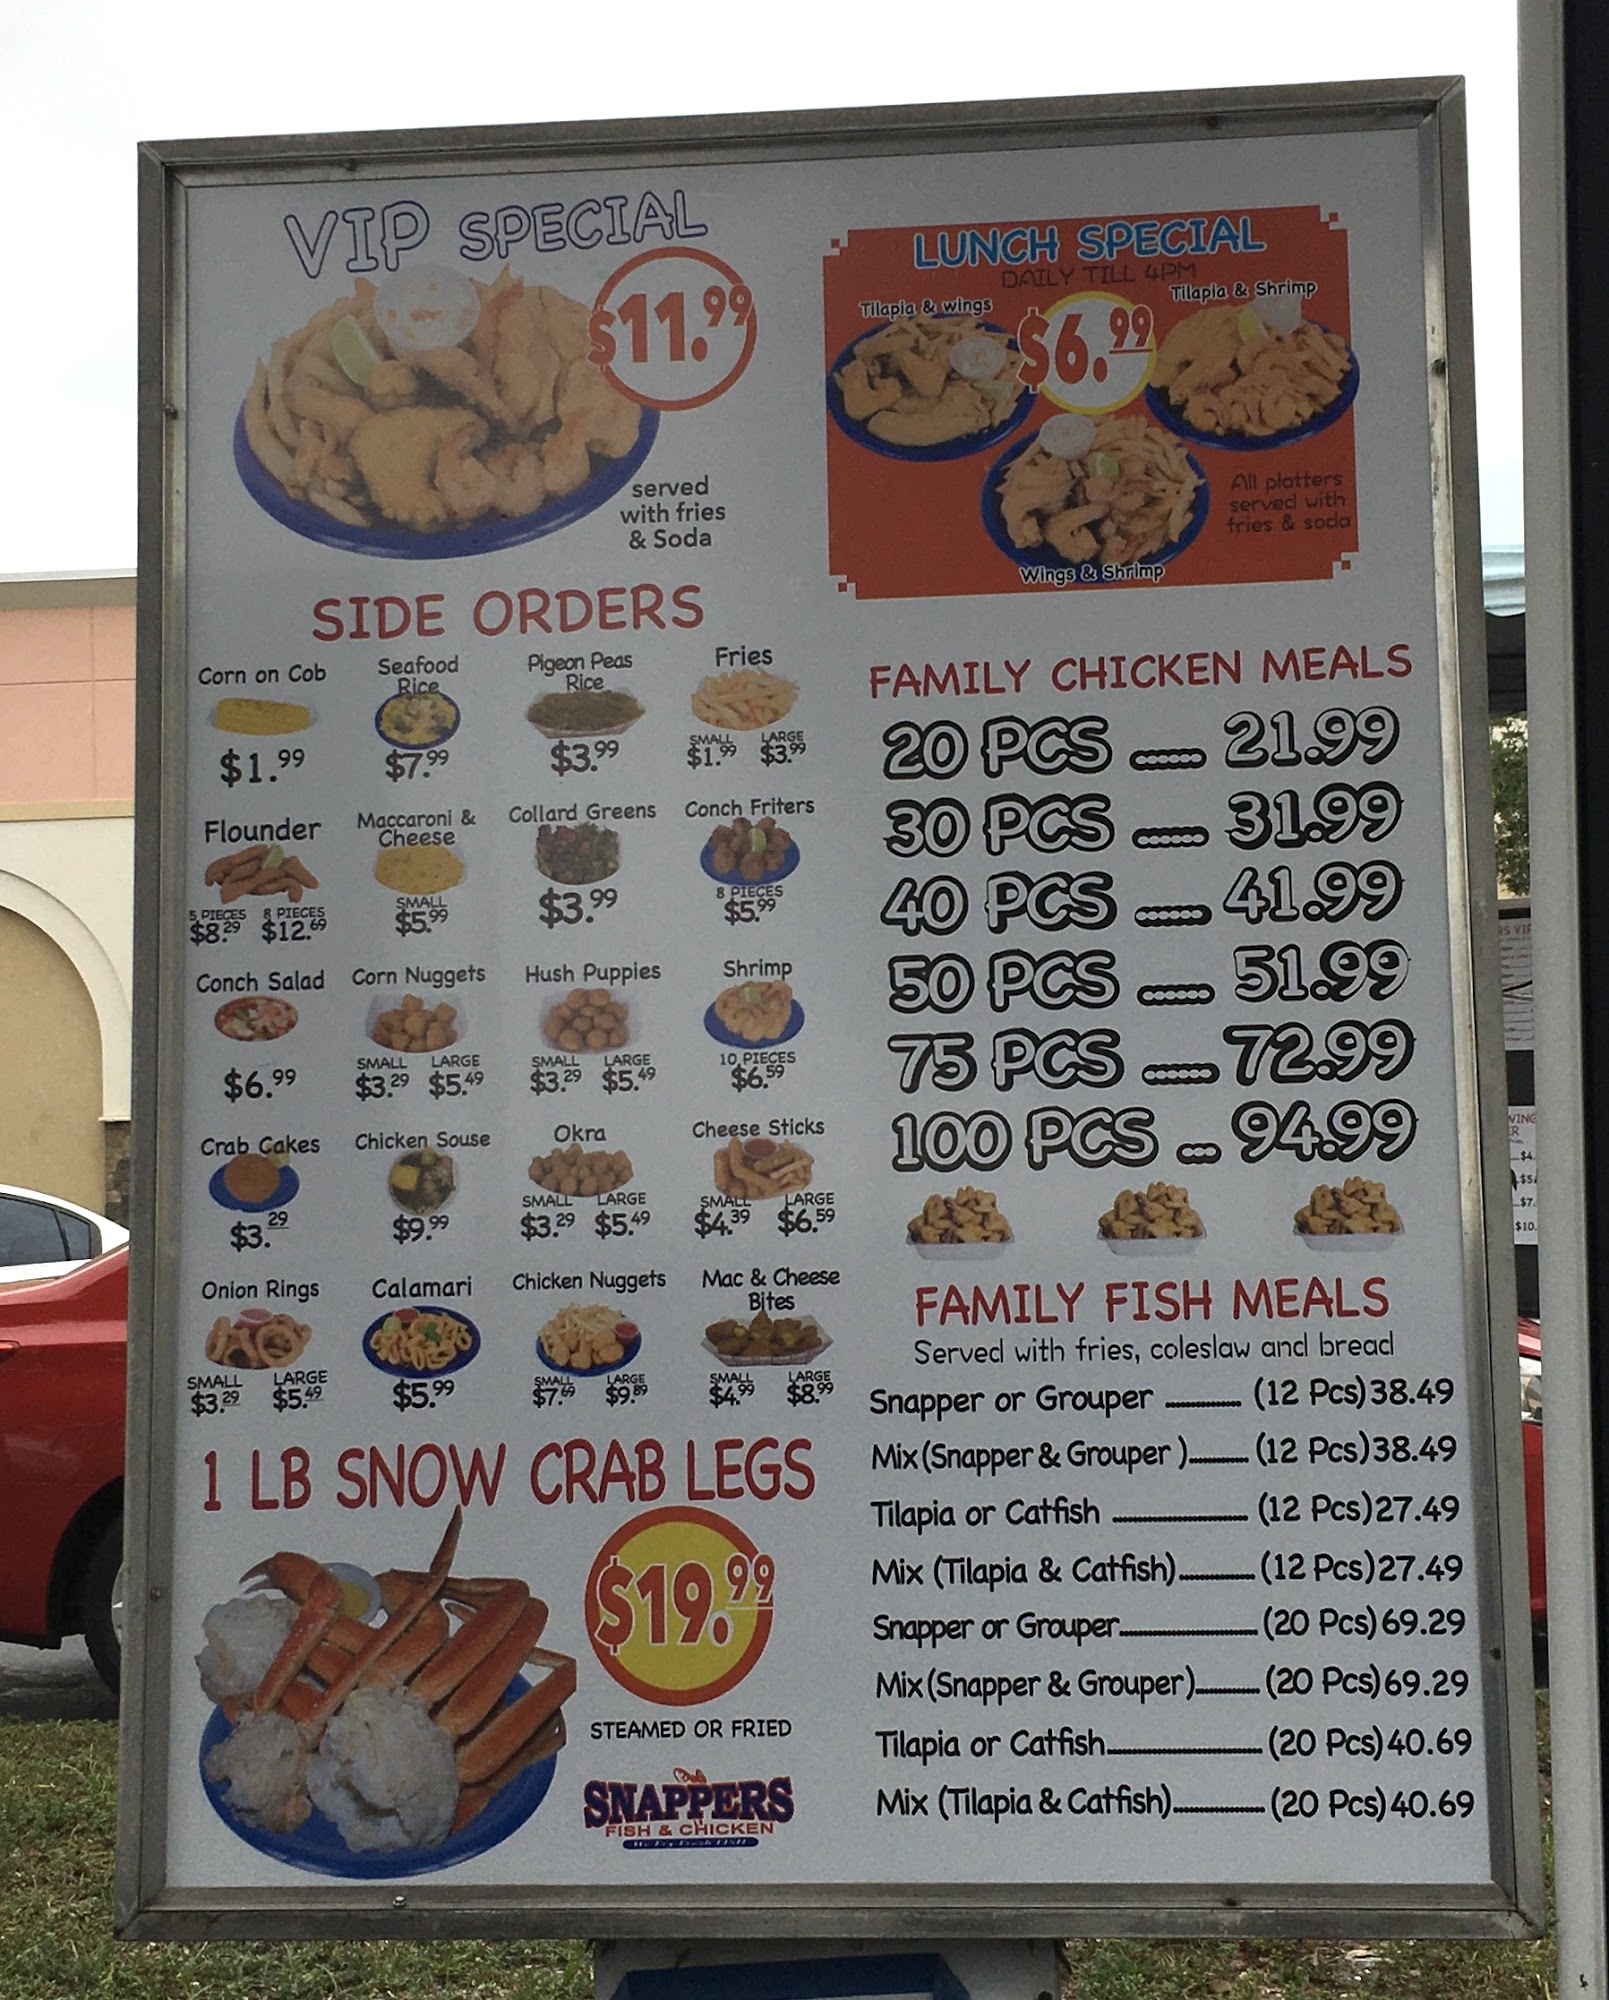 VIP SPECIAL
$11.99
served
with fries
& Soda
LUNCH SPECIAL
DAILY TILL 4PM
Tilapia & wings
Tilapia & Shrimp
$6.99
All platters
served with
fries & soda
Wings & Shrimp
SIDE ORDERS
Corn on Cob
$1.99
Seafood
Rice
$7.99
Pigeon Peas
Rice
$3.99
Fries
SMALL LARGE
$1.99 $3.99
Flounder
5 PIECES 8 PIECES
$8.29 $12.69
Maccaroni &
Cheese
SMALL
$5.99
Collard Greens
$3.99
Conch Friters
8 PIECES
$5.99
Conch Salad
$6.99
Corn Nuggets
SMALL LARGE
$3.29 $5.49
Hush Puppies
SMALL LARGE
$3.29 $5.49
Shrimp
10 PIECES
$6.59
Crab Cakes
$3.29
Chicken Souse
$9.99
Okra
SMALL LARGE
$3.29 $5.49
Cheese Sticks
SMALL LARGE
$4.39 $6.59
Onion Rings
SMALL LARGE
$3.29 $5.49
Calamari
$5.99
Chicken Nuggets
SMALL LARGE
$7.69 $9.89
Mac & Cheese
Bites
SMALL LARGE
$4.99 $8.99
1 LB SNOW CRAB LEGS
$19.99
STEAMED OR FRIED
SNAPPERS
FISH & CHICKEN
FAMILY CHICKEN MEALS
20 PCS ...... 21.99
30 PCS ...... 31.99
40 PCS ...... 41.99
50 PCS ...... 51.99
75 PCS ...... 72.99
100 PCS ... 94.99
FAMILY FISH MEALS
Served with fries, coleslaw and bread
Snapper or Grouper ............... (12 Pcs) 38.49
Mix (Snapper & Grouper )............ (12 Pcs) 38.49
Tilapia or Catfish ........................... (12 Pcs) 27.49
Mix (Tilapia & Catfish)............... (12 Pcs) 27.49
Snapper or Grouper........................... (20 Pcs) 69.29
Mix (Snapper & Grouper)............. (20 Pcs) 69.29
Tilapia or Catfish............................... (20 Pcs) 40.69
Mix (Tilapia & Catfish).................. (20 Pcs) 40.69